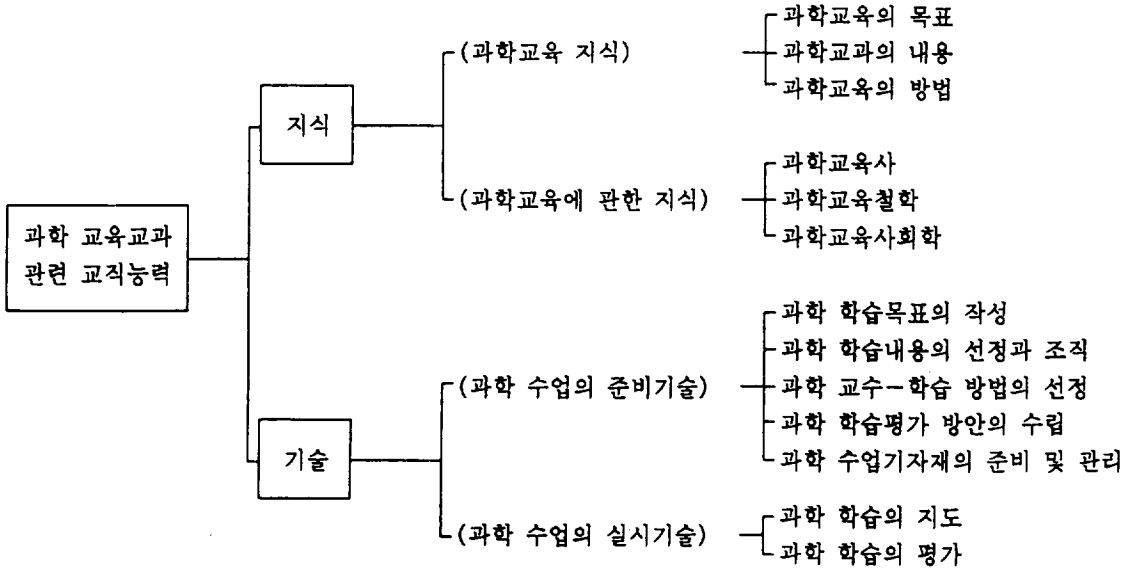 과학 교육교과
관련 교직능력
지식
(과학교육 지식)
과학교육의 목표
과학교과의 내용
과학교육의 방법
(과학교육에 관한 지식)
과학교육사
과학교육철학
과학교육사회학
기술
(과학 수업의 준비기술)
과학 학습목표의 작성
과학 학습내용의 선정과 조직
과학 교수-학습 방법의 선정
과학 학습평가 방안의 수립
과학 수업기자재의 준비 및 관리
(과학 수업의 실시기술)
과학 학습의 지도
과학 학습의 평가